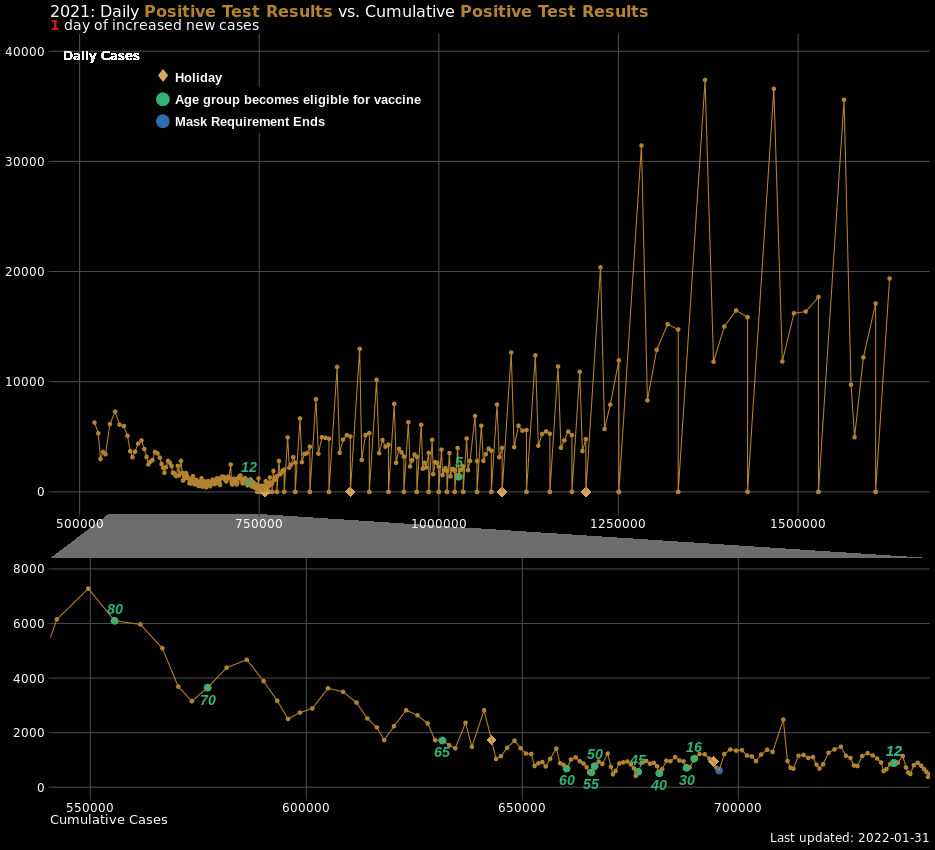 2021: Daily Positive Test Results vs. Cumulative Positive Test Results
1 day of increased new cases
40000
Daily Cases
Holiday
Age group becomes eligible for vaccine
Mask Requirement Ends
30000
20000
10000
12
5
0
500000 750000 1000000 1250000 1500000
8000
80
6000
70
4000
65
2000
60 55 50 45 40 30 16 12
0
550000 600000 650000 700000
Cumulative Cases
Last updated: 2022-01-31